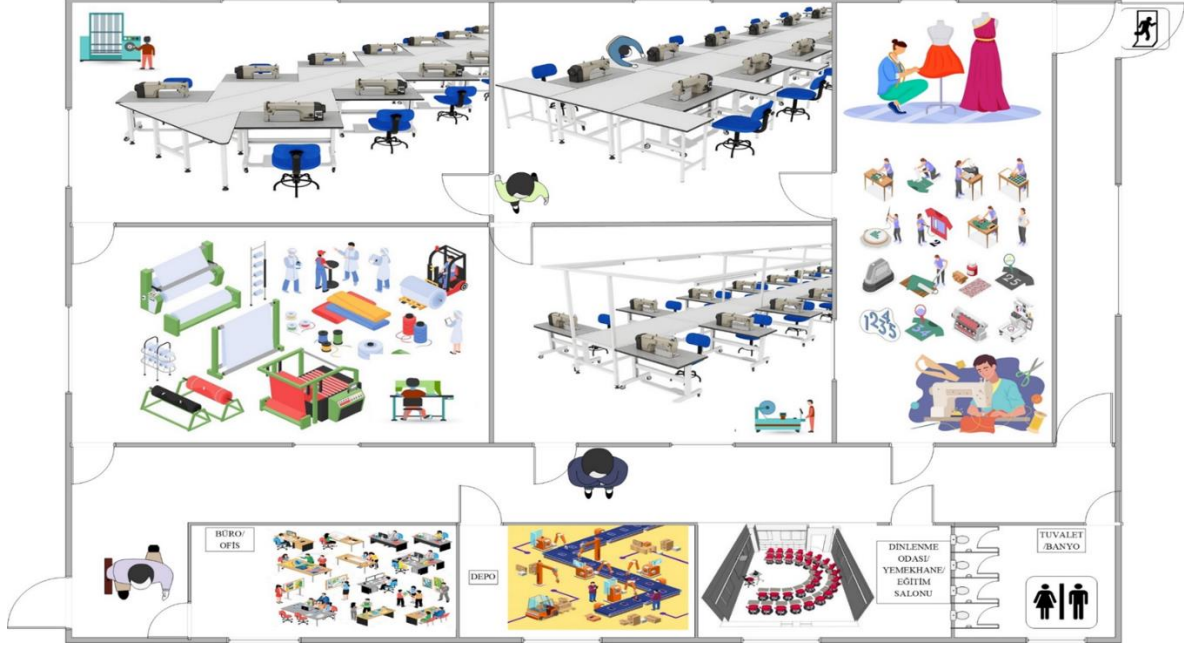 BÜRO/
OFİS
DEPO
DİNLENME
ODASI/
YEMEKHANE/
EĞİTİM
SALONU
TUVALET
/BANYO